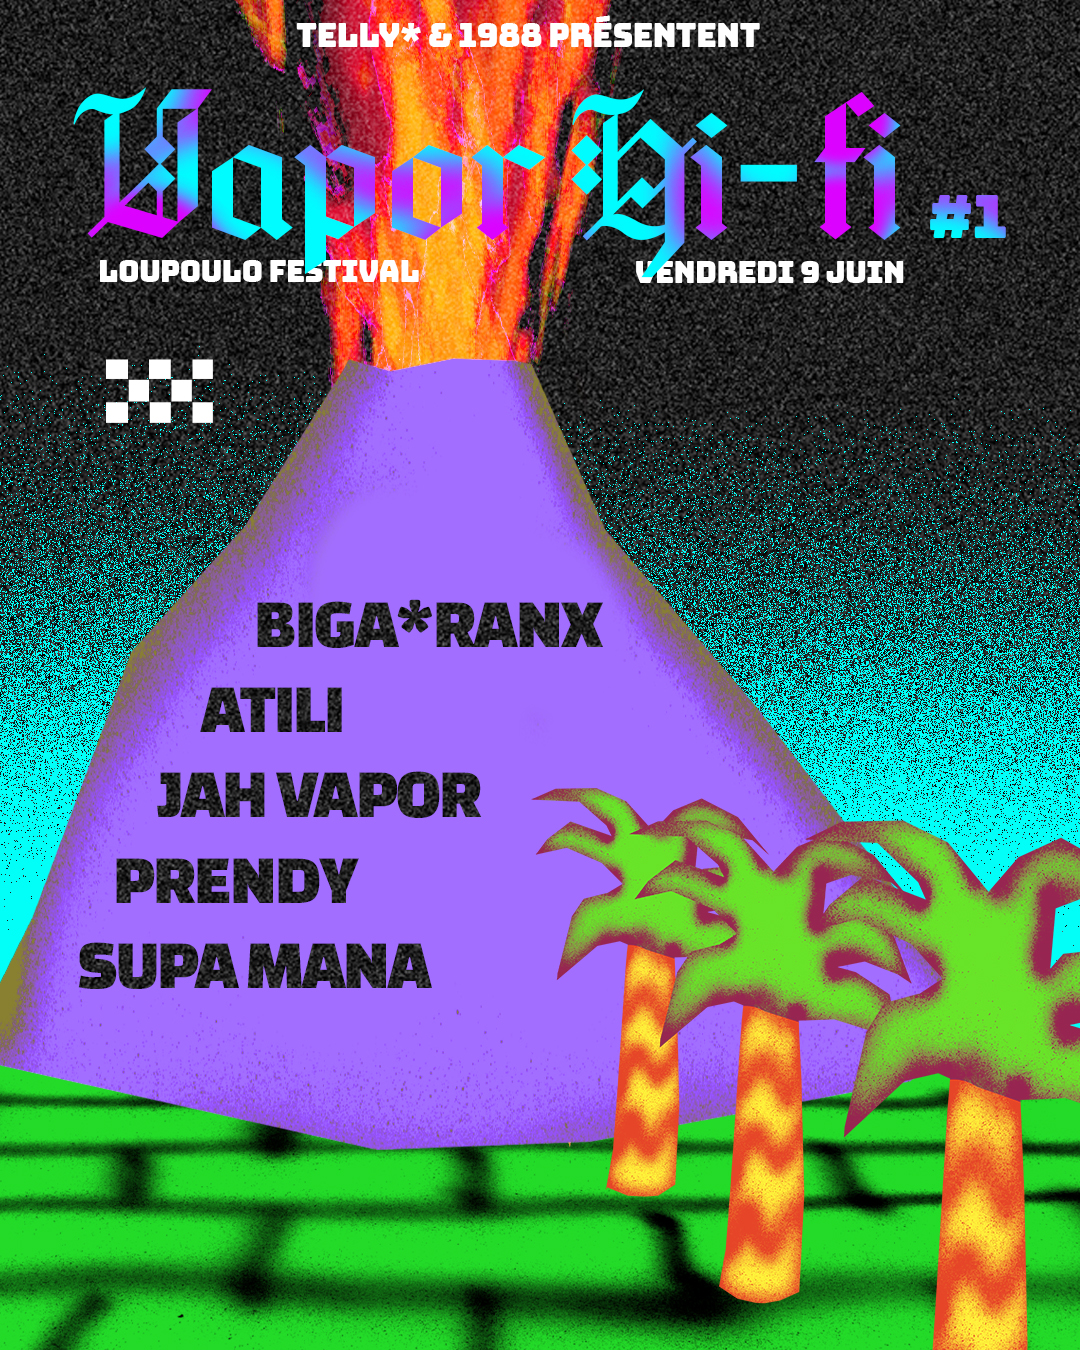 TELLY* & 1988 PRÉSENTENT
Vapor Hi-fi #1
LOUPOULO FESTIVAL
VENDREDI 9 JUIN
BIGA*RANX
ATILI
JAH VAPOR
PRENDY
SUPA MANA